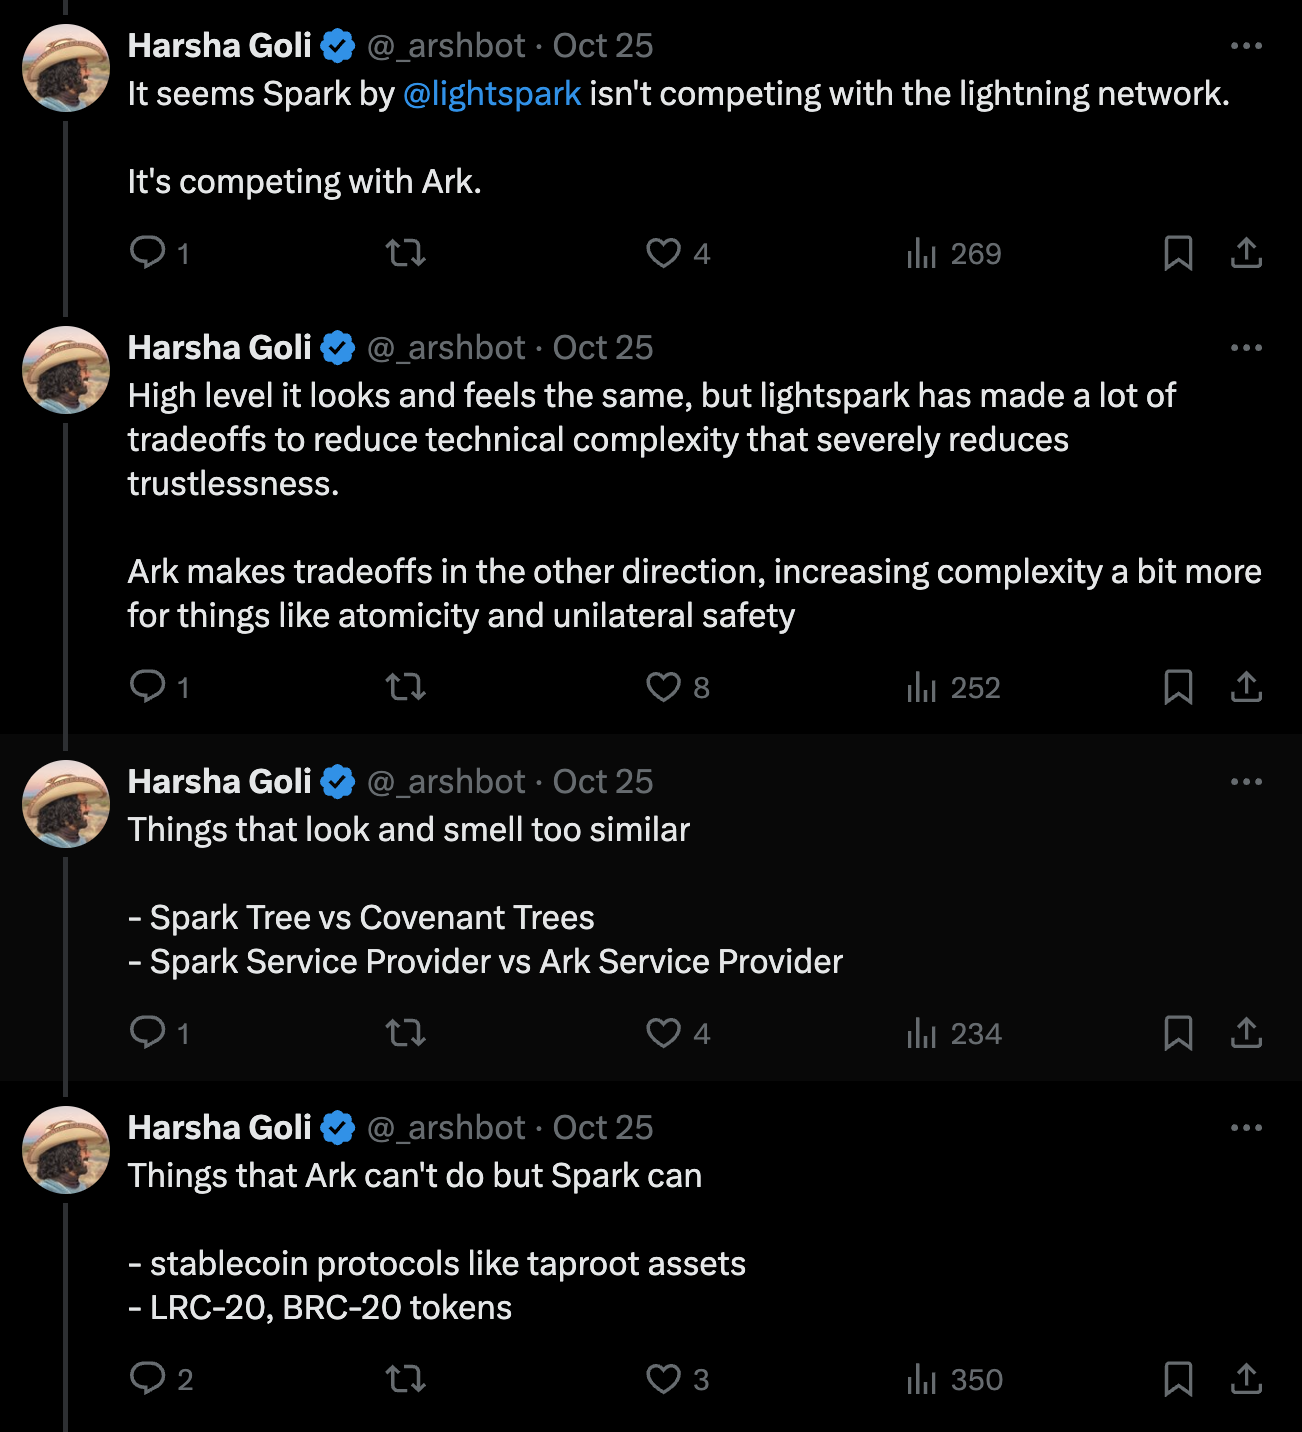 Harsha Goli @_arshbot · Oct 25
It seems Spark by @lightspark isn't competing with the lightning network.
It's competing with Ark.
1 4 269
Harsha Goli @_arshbot · Oct 25
High level it looks and feels the same, but lightspark has made a lot of
tradeoffs to reduce technical complexity that severely reduces
trustlessness.
Ark makes tradeoffs in the other direction, increasing complexity a bit more
for things like atomicity and unilateral safety
1 8 252
Harsha Goli @_arshbot · Oct 25
Things that look and smell too similar
- Spark Tree vs Covenant Trees
- Spark Service Provider vs Ark Service Provider
1 4 234
Harsha Goli @_arshbot · Oct 25
Things that Ark can't do but Spark can
- stablecoin protocols like taproot assets
- LRC-20, BRC-20 tokens
2 3 350